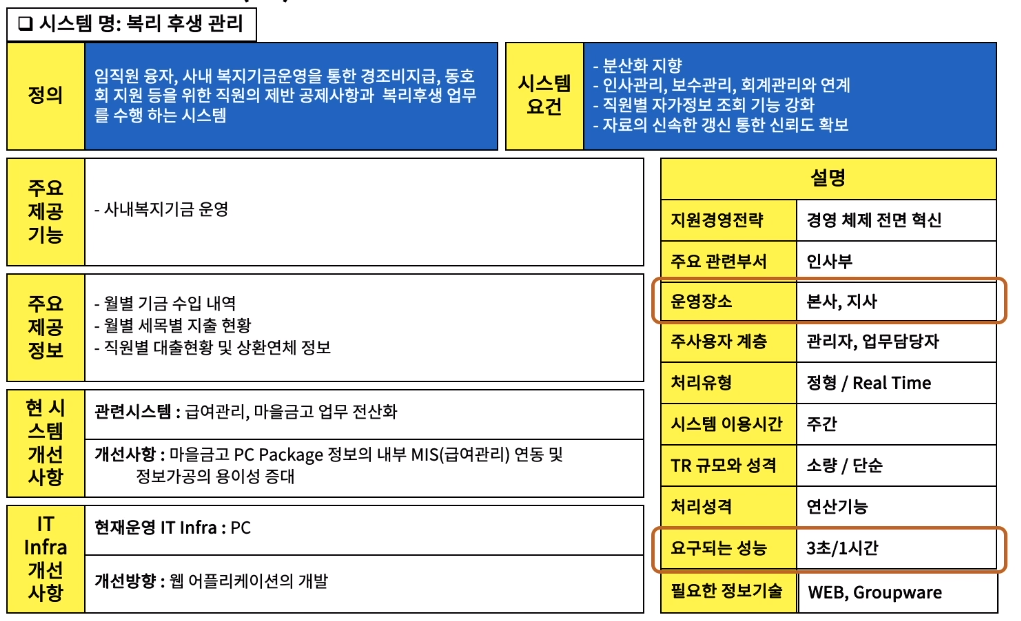 ❏ 시스템 명: 복리 후생 관리
정의
임직원 융자, 사내 복지기금운영을 통한 경조비지급, 동호
회 지원 등을 위한 직원의 제반 공제사항과 복리후생 업무
를 수행 하는 시스템
시스템
요건
- 분산화 지향
- 인사관리, 보수관리, 회계관리와 연계
- 직원별 자가정보 조회 기능 강화
- 자료의 신속한 갱신 통한 신뢰도 확보
주요
제공
기능
- 사내복지기금 운영
주요
제공
정보
- 월별 기금 수입 내역
- 월별 세목별 지출 현황
- 직원별 대출현황 및 상환연체 정보
현 시
스템
개선
사항
관련시스템 : 급여관리, 마을금고 업무 전산화
개선사항 : 마을금고 PC Package 정보의 내부 MIS(급여관리) 연동 및
정보가공의 용이성 증대
IT
Infra
개선
사항
현재운영 IT Infra : PC
개선방향 : 웹 어플리케이션의 개발
설명
지원경영전략 경영 체제 전면 혁신
주요 관련부서 인사부
운영장소 본사, 지사
주사용자 계층 관리자, 업무담당자
처리유형 정형 / Real Time
시스템 이용시간 주간
TR 규모와 성격 소량 / 단순
처리성격 연산기능
요구되는 성능 3초/1시간
필요한 정보기술 WEB, Groupware